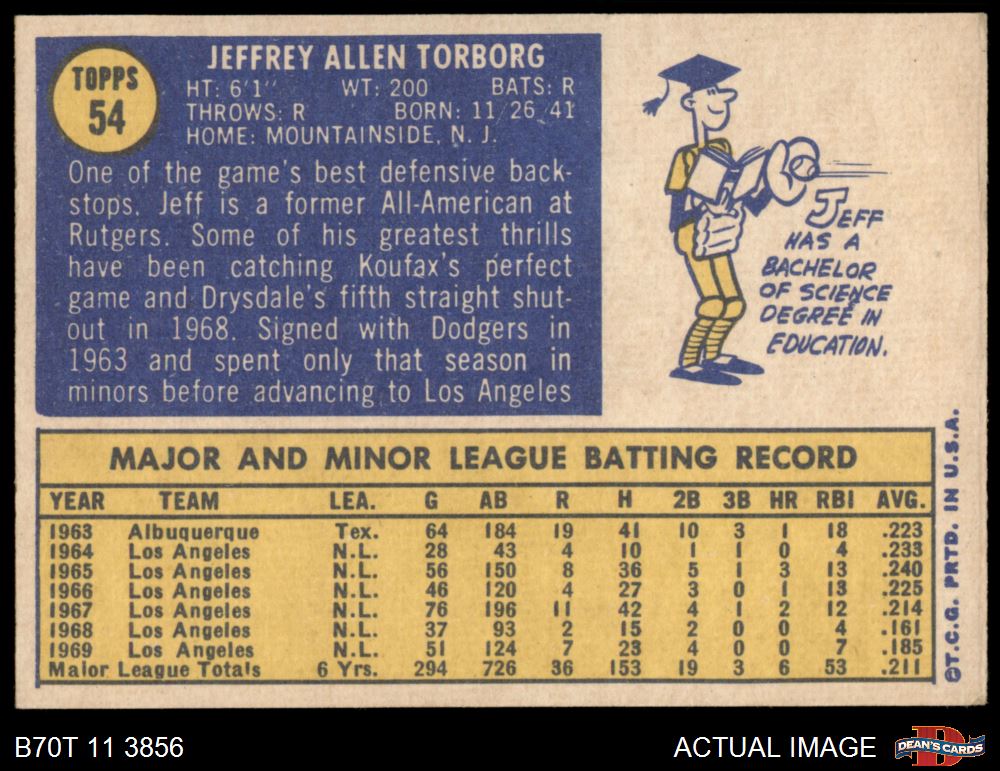 TOPPS
54
JEFFREY ALLEN TORBORG
HT: 6'1" WT: 200 BATS: R
THROWS: R BORN: 11/26/41
HOME: MOUNTAINSIDE, N. J.
One of the game's best defensive back-
stops. Jeff is a former All-American at
Rutgers. Some of his greatest thrills
have been catching Koufax's perfect
game and Drysdale's fifth straight shut-
out in 1968. Signed with Dodgers in
1963 and spent only that season in
minors before advancing to Los Angeles
JEFF
HAS A
BACHELOR
OF SCIENCE
DEGREE IN
EDUCATION.
MAJOR AND MINOR LEAGUE BATTING RECORD
YEAR TEAM LEA. G AB R H 2B 3B HR RBI AVG.
1963 Albuquerque Tex. 64 184 19 41 10 3 1 18 .223
1964 Los Angeles N.L. 28 43 4 10 1 1 0 4 .233
1965 Los Angeles N.L. 56 150 8 36 5 1 3 13 .240
1966 Los Angeles N.L. 46 120 4 27 3 0 1 13 .225
1967 Los Angeles N.L. 76 196 11 42 4 1 2 12 .214
1968 Los Angeles N.L. 37 93 2 15 2 0 0 4 .161
1969 Los Angeles N.L. 51 124 7 23 4 0 0 7 .185
Major League Totals 6 Yrs. 294 726 36 153 19 3 6 53 .211
©T.C.G. PRTD. IN U.S.A.
B70T 11 3856
ACTUAL IMAGE
DEAN'S CARDS